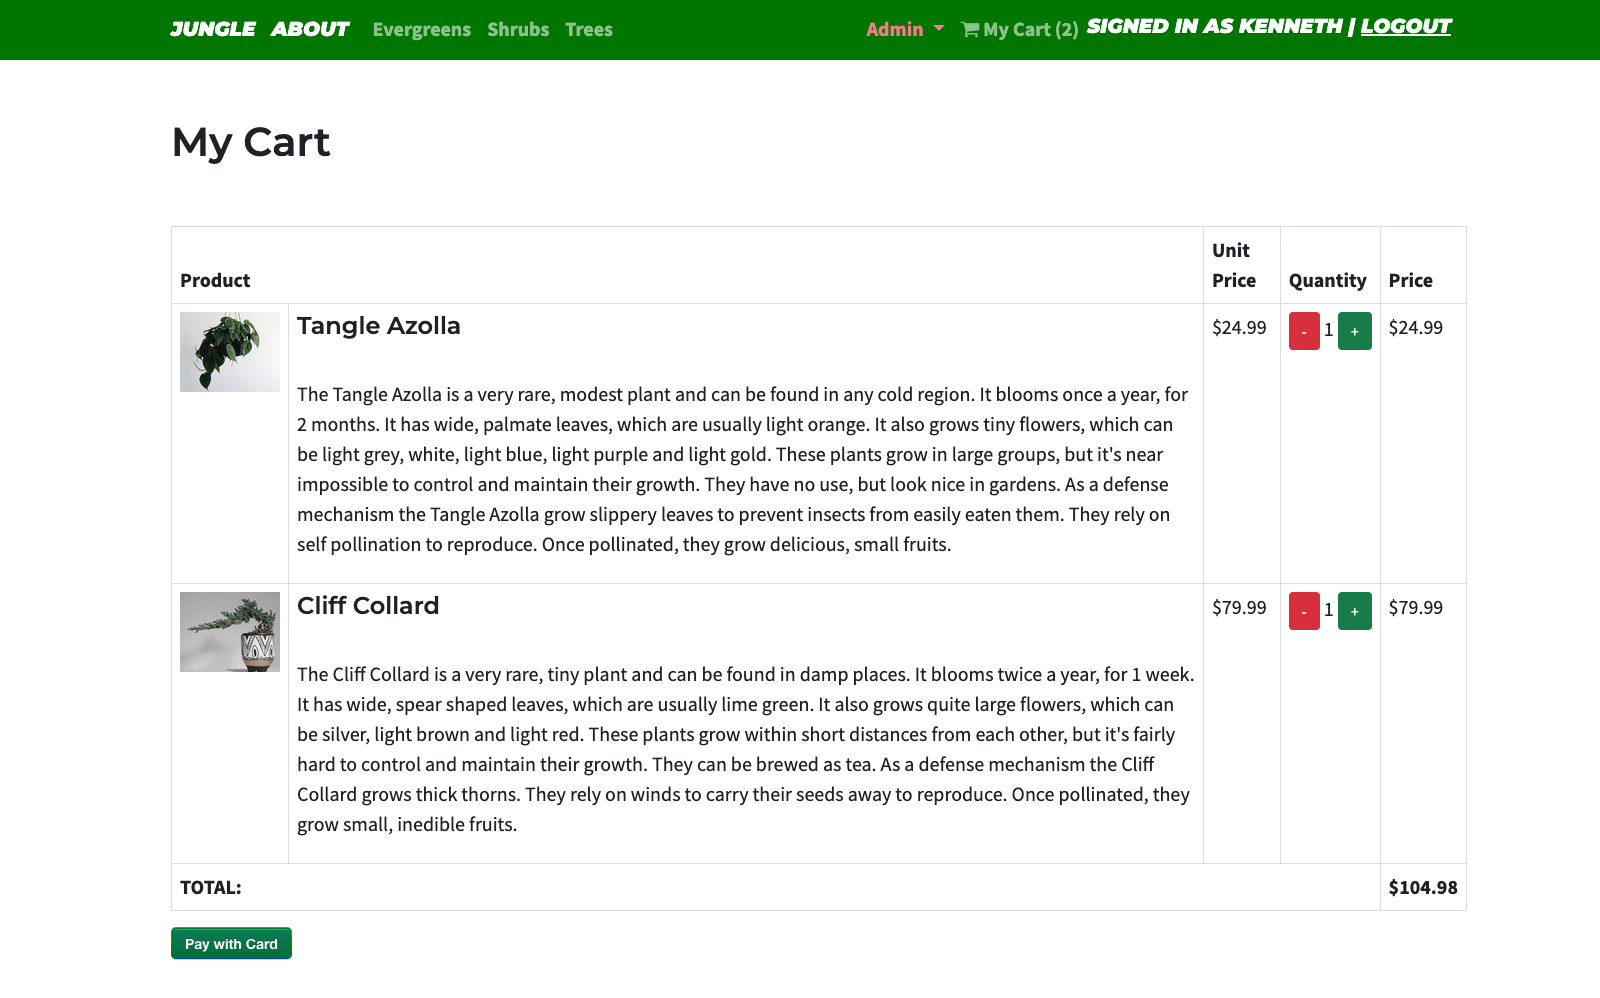 JUNGLE ABOUT Evergreens Shrubs Trees Admin My Cart (2) SIGNED IN AS KENNETH | LOGOUT
My Cart
Product Unit Price Quantity Price
Tangle Azolla $24.99 - 1 + $24.99
The Tangle Azolla is a very rare, modest plant and can be found in any cold region. It blooms once a year, for
2 months. It has wide, palmate leaves, which are usually light orange. It also grows tiny flowers, which can
be light grey, white, light blue, light purple and light gold. These plants grow in large groups, but it's near
impossible to control and maintain their growth. They have no use, but look nice in gardens. As a defense
mechanism the Tangle Azolla grow slippery leaves to prevent insects from easily eaten them. They rely on
self pollination to reproduce. Once pollinated, they grow delicious, small fruits.
Cliff Collard $79.99 - 1 + $79.99
The Cliff Collard is a very rare, tiny plant and can be found in damp places. It blooms twice a year, for 1 week.
It has wide, spear shaped leaves, which are usually lime green. It also grows quite large flowers, which can
be silver, light brown and light red. These plants grow within short distances from each other, but it's fairly
hard to control and maintain their growth. They can be brewed as tea. As a defense mechanism the Cliff
Collard grows thick thorns. They rely on winds to carry their seeds away to reproduce. Once pollinated, they
grow small, inedible fruits.
TOTAL: $104.98
Pay with Card